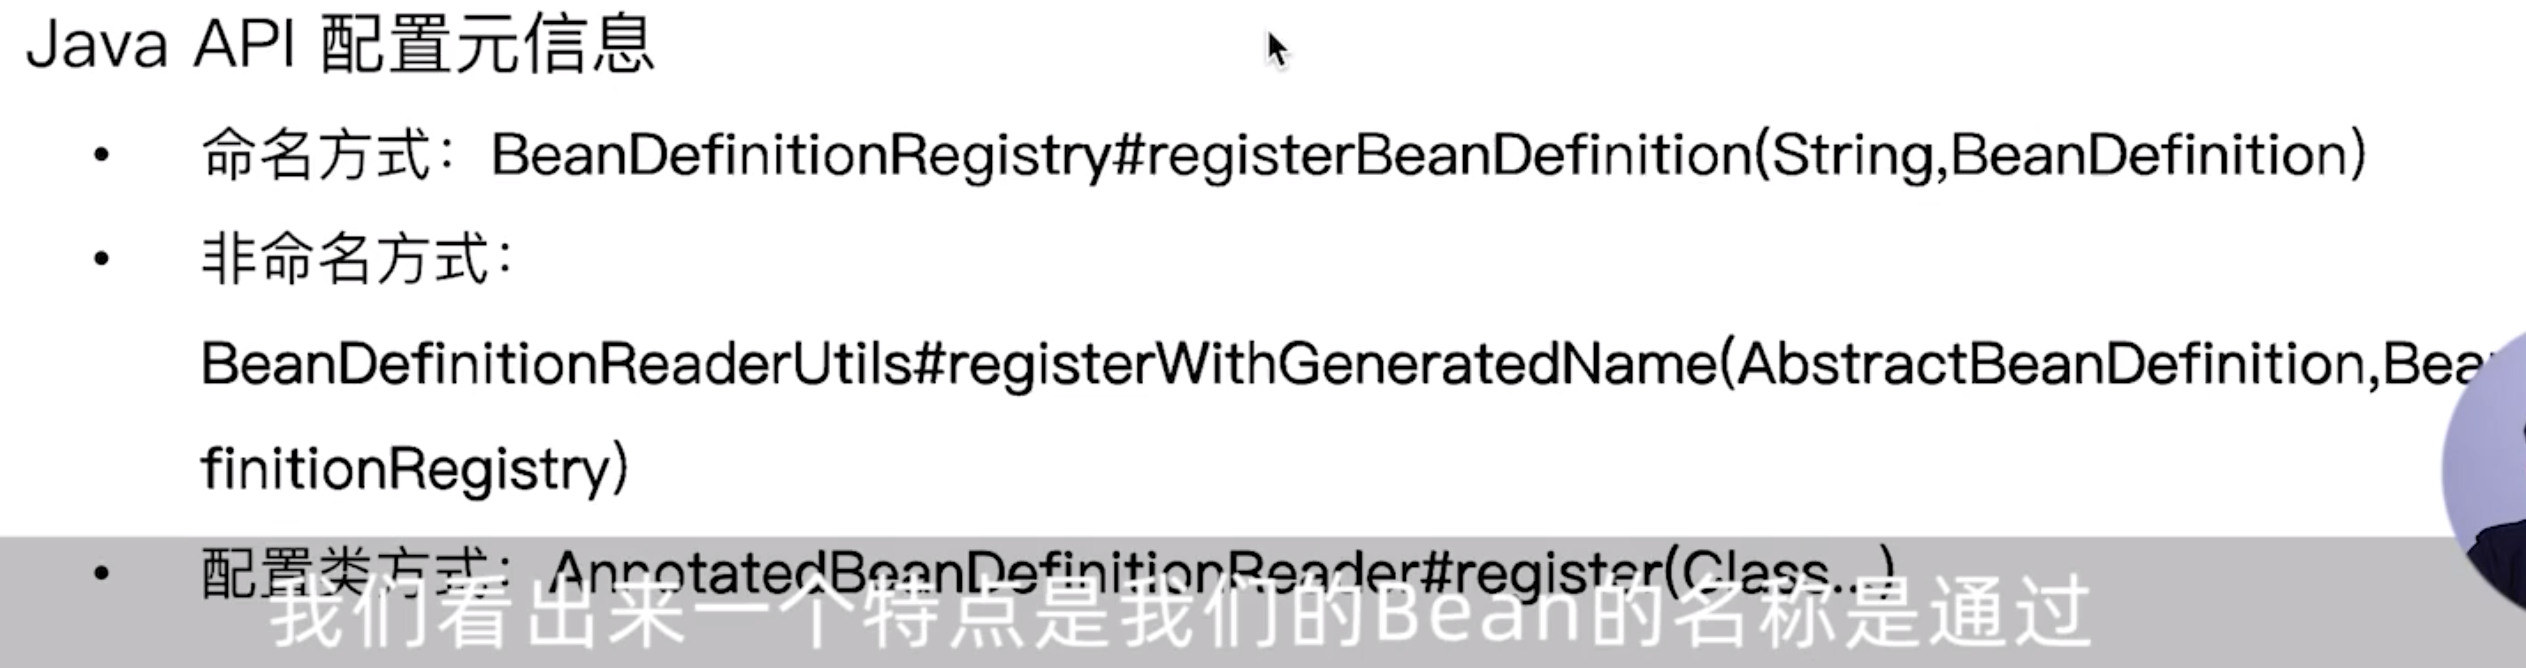 Java API 配置元信息
• 命名方式：BeanDefinitionRegistry#registerBeanDefinition(String,BeanDefinition)
• 非命名方式：
BeanDefinitionReaderUtils#registerWithGeneratedName(AbstractBeanDefinition,Bea
finitionRegistry)
• 配置类方式：AnnotatedBeanDefinitionReader#register(Class...)
我们看出来一个特点是我们的Bean的名称是通过